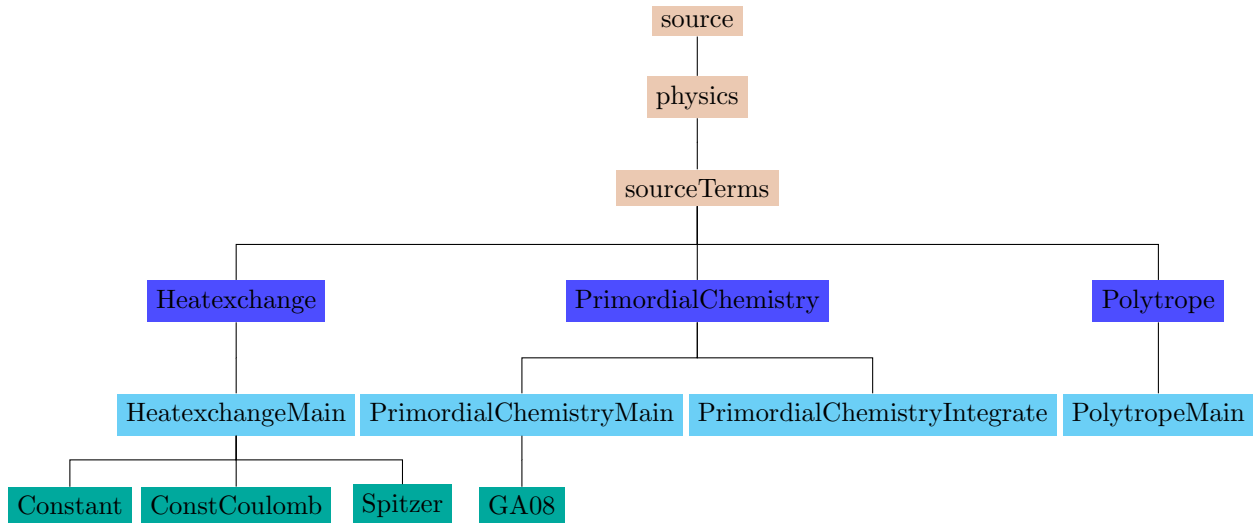 source
physics
sourceTerms
Heatexchange
PrimordialChemistry
Polytrope
HeatexchangeMain
PrimordialChemistryMain
PrimordialChemistryIntegrate
PolytropeMain
Constant
ConstCoulomb
Spitzer
GA08